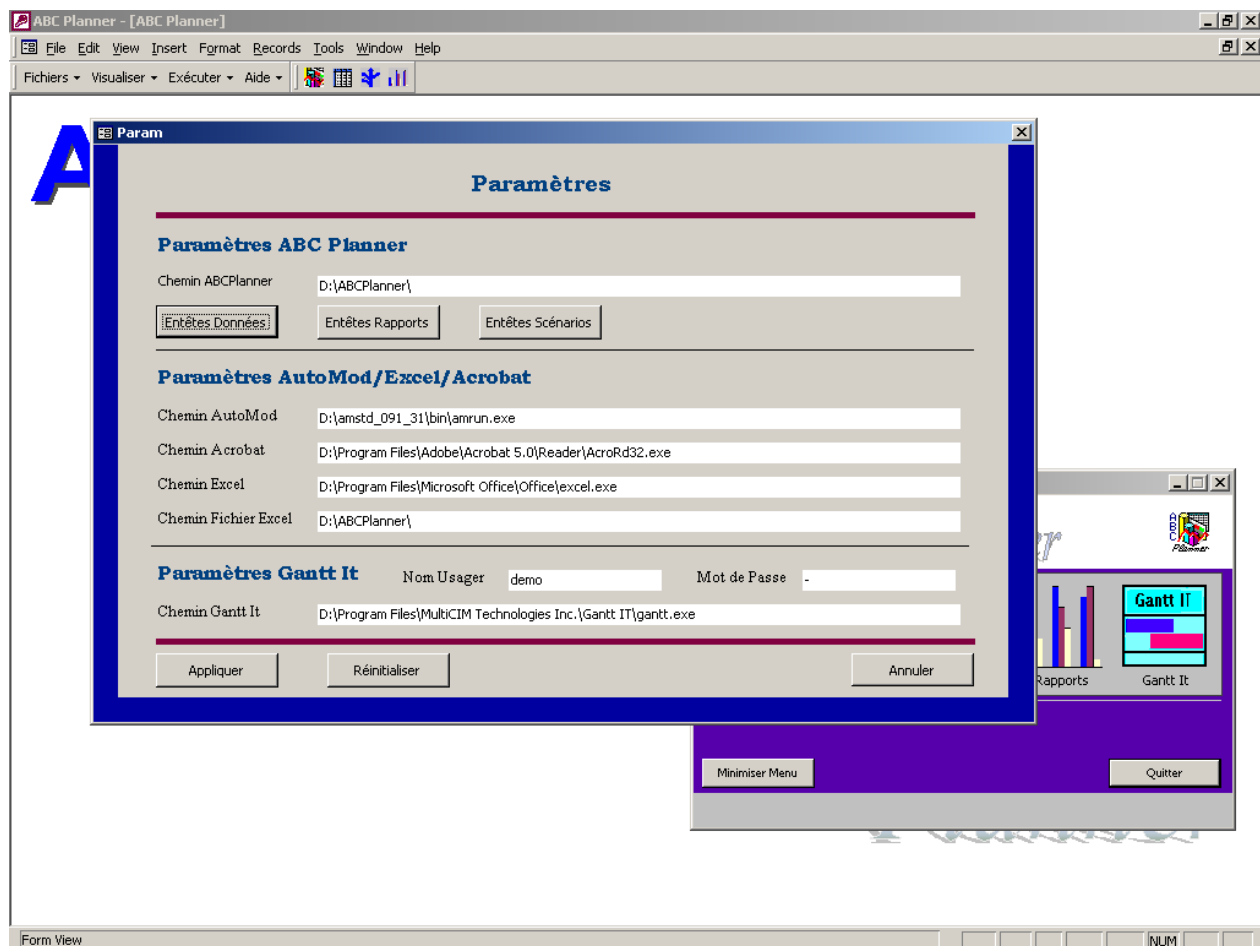 ABC Planner - [ABC Planner]
File Edit View Insert Format Records Tools Window Help
Fichiers Visualiser Exécuter Aide
A
Param
Paramètres
Paramètres ABC Planner
Chemin ABCPlanner D:\ABCPlanner\
Entêtes Données Entêtes Rapports Entêtes Scénarios
Paramètres AutoMod/Excel/Acrobat
Chemin AutoMod D:\amstd_091_31\bin\amrun.exe
Chemin Acrobat D:\Program Files\Adobe\Acrobat 5.0\Reader\AcroRd32.exe
Chemin Excel D:\Program Files\Microsoft Office\Office\excel.exe
Chemin Fichier Excel D:\ABCPlanner\
Paramètres Gantt It Nom Usager demo Mot de Passe -
Chemin Gantt It D:\Program Files\MultiCIM Technologies Inc.\Gantt IT\gantt.exe
Appliquer Réinitialiser Annuler
ABC
Planner
Gantt IT
Rapports Gantt It
Minimiser Menu Quitter
Form View NUM